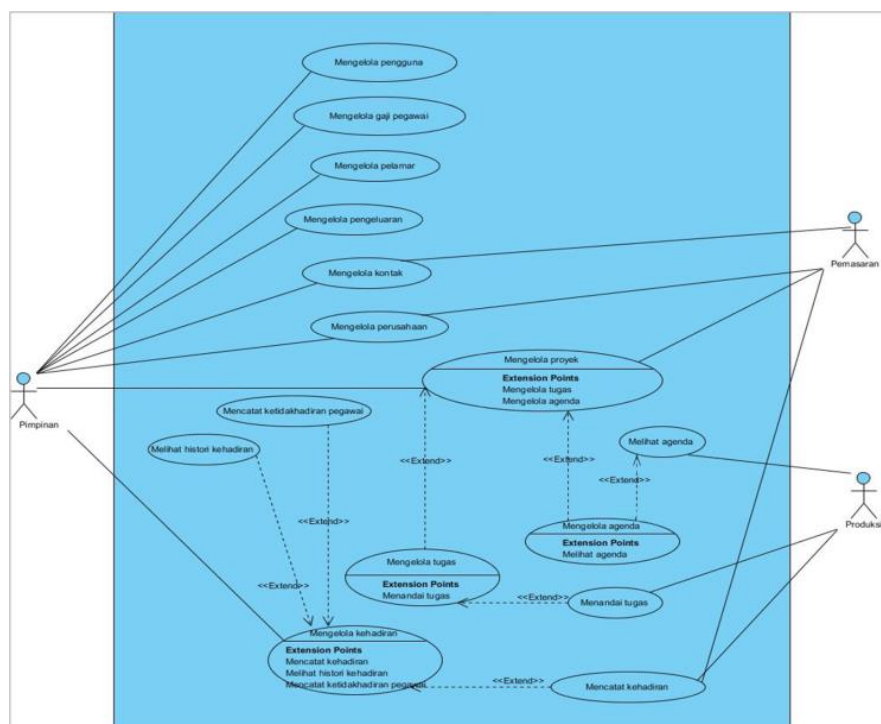 Mengelola pengguna
Mengelola gaji pegawai
Mengelola pelamar
Mengelola pengeluaran
Mengelola kontak
Mengelola perusahaan
Pemasaran
Mengelola proyek
Extension Points
Mengelola tugas
Mengelola agenda
Pimpinan
Mencatat ketidakhadiran pegawai
Melihat histori kehadiran
Melihat agenda
<<Extend>>
<<Extend>>
<<Extend>>
Produksi
<<Extend>>
Mengelola agenda
Extension Points
Melihat agenda
Mengelola tugas
Extension Points
Menandai tugas
<<Extend>>
<<Extend>>
Menandai tugas
Mengelola kehadiran
Extension Points
Mencatat kehadiran
Melihat histori kehadiran
Mencatat ketidakhadiran pegawai
<<Extend>>
Mencatat kehadiran